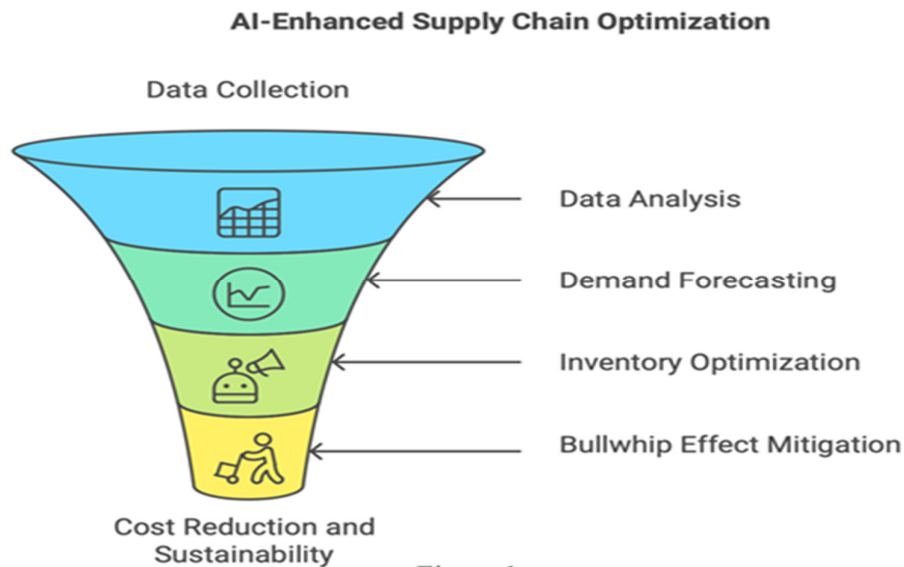 AI-Enhanced Supply Chain Optimization
Data Collection
Data Analysis
Demand Forecasting
Inventory Optimization
Bullwhip Effect Mitigation
Cost Reduction and
Sustainability